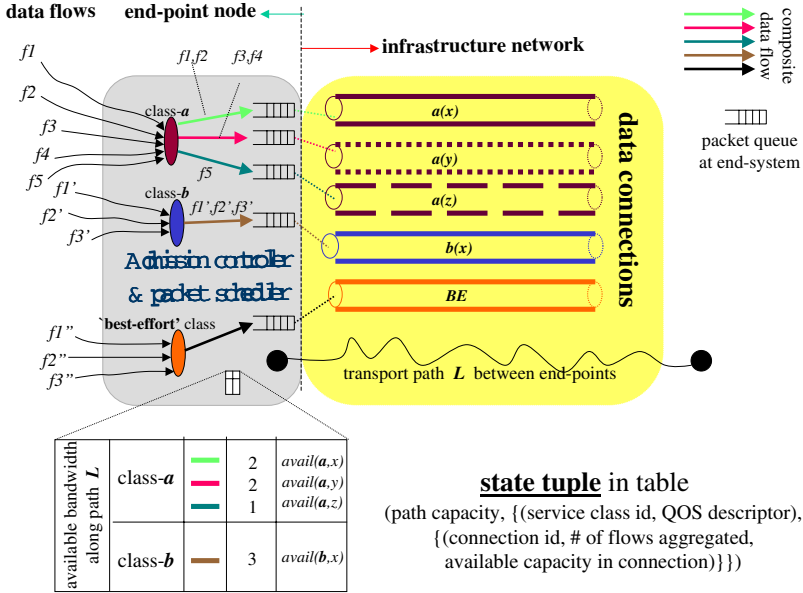 data flows
end-point node
infrastructure network
composite
data flow
packet queue
at end-system
f1
f2
f3
f4
f5
class-a
f1,f2
f3,f4
f5
f1'
f2'
f3'
class-b
f1',f2',f3'
Admission controller
& packet scheduler
`best-effort' class
f1”
f2”
f3”
a(x)
a(y)
a(z)
b(x)
BE
data connections
transport path L between end-points
available bandwidth
along path L
class-a
2
avail(a,x)
2
avail(a,y)
1
avail(a,z)
class-b
3
avail(b,x)
state tuple in table
(path capacity, {(service class id, QOS descriptor),
{(connection id, # of flows aggregated,
available capacity in connection)}})